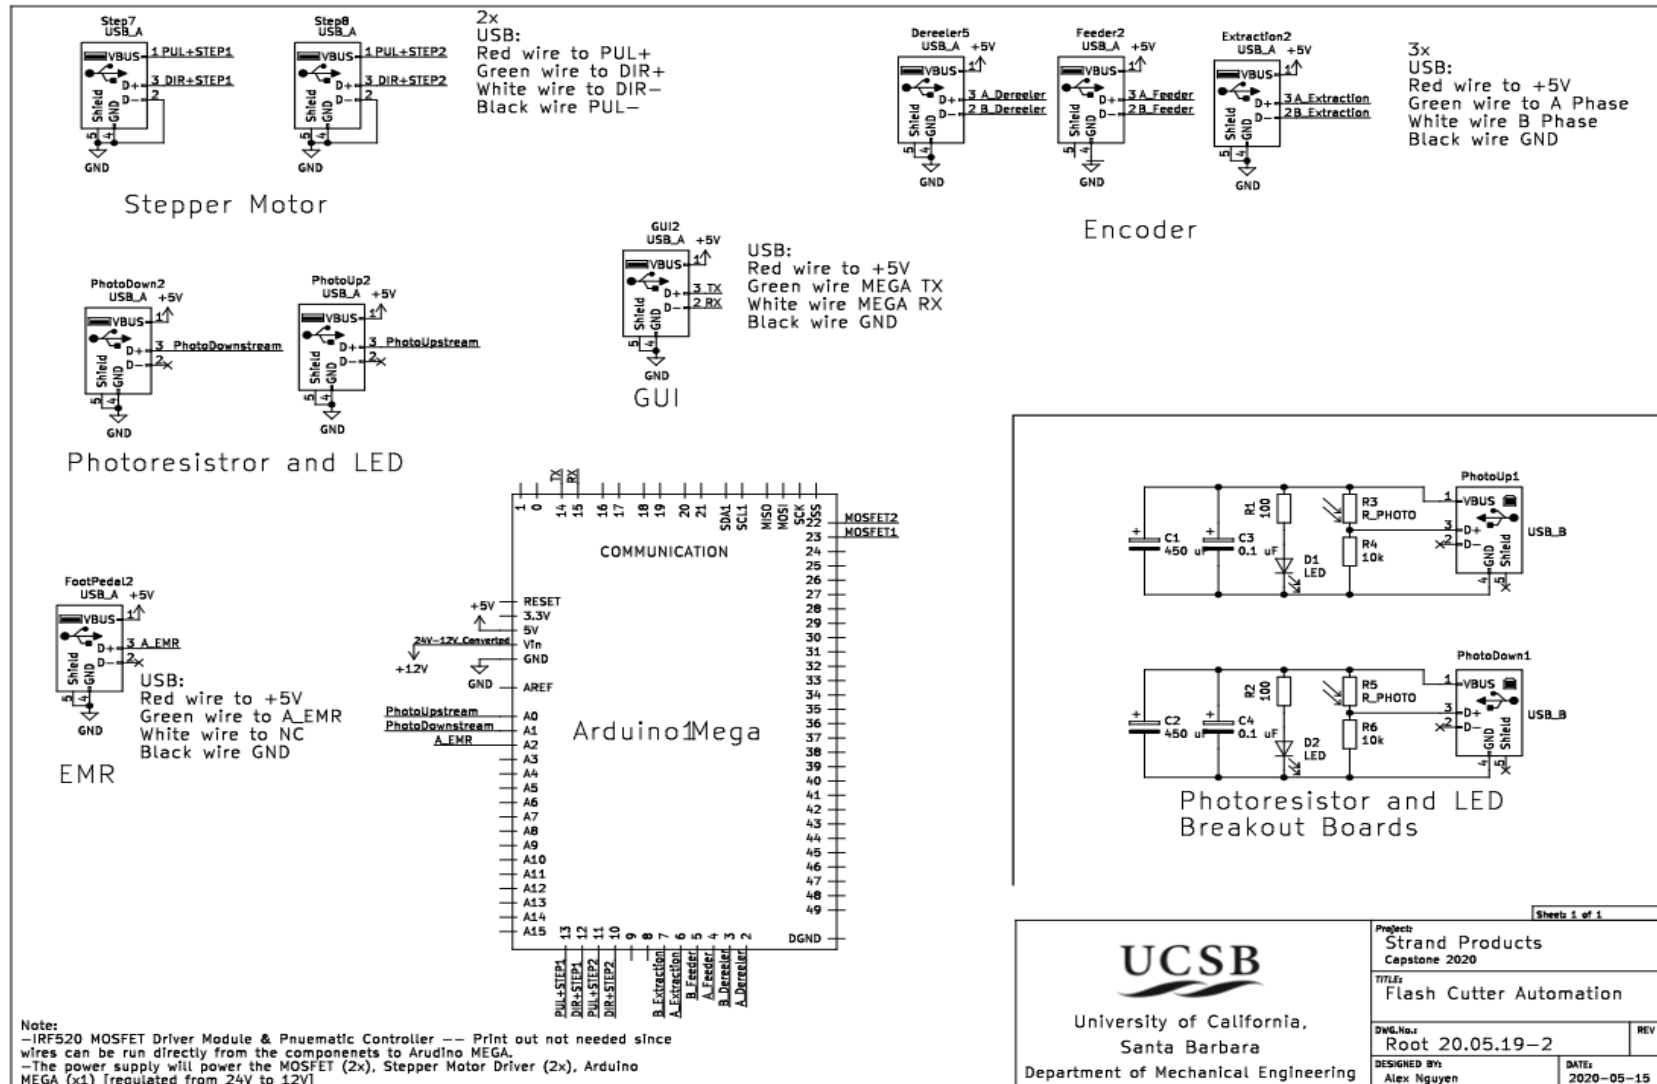 Step7
USB_A
VBUS
1 PUL+STEP1
D+
3 DIR+STEP1
D-
2
Shield
GND
5
4
GND
Step8
USB_A
VBUS
1 PUL+STEP2
D+
3 DIR+STEP2
D-
2
Shield
GND
5
4
GND
2x
USB:
Red wire to PUL+
Green wire to DIR+
White wire to DIR-
Black wire PUL-
Stepper Motor
Dereeler5
USB_A +5V
VBUS
1
D+
3 A_Dereeler
D-
2 B_Dereeler
Shield
GND
5
4
GND
Feeder2
USB_A +5V
VBUS
1
D+
3 A_Feeder
D-
2 B_Feeder
Shield
GND
5
4
GND
Extraction2
USB_A +5V
VBUS
1
D+
3 A_Extraction
D-
2 B_Extraction
Shield
GND
5
4
GND
3x
USB:
Red wire to +5V
Green wire to A Phase
White wire B Phase
Black wire GND
Encoder
PhotoDown2
USB_A +5V
VBUS
1
D+
3 PhotoDownstream
D-
2
Shield
GND
5
4
GND
PhotoUp2
USB_A +5V
VBUS
1
D+
3 PhotoUpstream
D-
2
Shield
GND
5
4
GND
Photoresistror and LED
GUI2
USB_A +5V
VBUS
1
D+
3 TX
D-
2 RX
Shield
GND
5
4
GND
USB:
Red wire to +5V
Green wire MEGA TX
White wire MEGA RX
Black wire GND
GUI
FootPedal2
USB_A +5V
VBUS
1
D+
3 A_EMR
D-
2
Shield
GND
5
4
GND
USB:
Red wire to +5V
Green wire to A_EMR
White wire to NC
Black wire GND
EMR
TX
RX
1
0
14
15
16
17
18
19
20
21
SDA1
SCL1
MISO
MOSI
SCK
SS
COMMUNICATION
RESET
3.3V
+5V
5V
24V-12V_Converted
Vin
+12V
GND
GND
AREF
PhotoUpstream
A0
PhotoDownstream
A1
A_EMR
A2
A3
A4
A5
A6
A7
A8
A9
A10
A11
A12
A13
A14
A15
Arduino1Mega
22
MOSFET2
23
MOSFET1
24
25
26
27
28
29
30
31
32
33
34
35
36
37
38
39
40
41
42
43
44
45
46
47
48
49
DGND
13
12
11
10
9
8
7
6
5
4
3
2
PUL+STEP1
DIR+STEP1
PUL+STEP2
DIR+STEP2
B_Extraction
A_Extraction
B_Feeder
A_Feeder
B_Dereeler
A_Dereeler
PhotoUp1
C1
450 uF
C3
0.1 uF
R1
100
D1
LED
R3
R_PHOTO
R4
10k
1
VBUS
3
D+
2
D-
GND
Shield
4
5
USB_B
PhotoDown1
C2
450 uF
C4
0.1 uF
R2
100
D2
LED
R5
R_PHOTO
R6
10k
1
VBUS
3
D+
2
D-
GND
Shield
4
5
USB_B
Photoresistor and LED
Breakout Boards
Note:
-IRF520 MOSFET Driver Module & Pnuematic Controller -- Print out not needed since
wires can be run directly from the componenets to Arudino MEGA.
-The power supply will power the MOSFET (2x), Stepper Motor Driver (2x), Arduino
MEGA (x1) [regulated from 24V to 12V]
UCSB
University of California,
Santa Barbara
Department of Mechanical Engineering
Sheet: 1 of 1
Project:
Strand Products
Capstone 2020
TITLE:
Flash Cutter Automation
DWG.No.:
Root 20.05.19-2
REV
DESIGNED BY:
Alex Nguyen
DATE:
2020-05-15